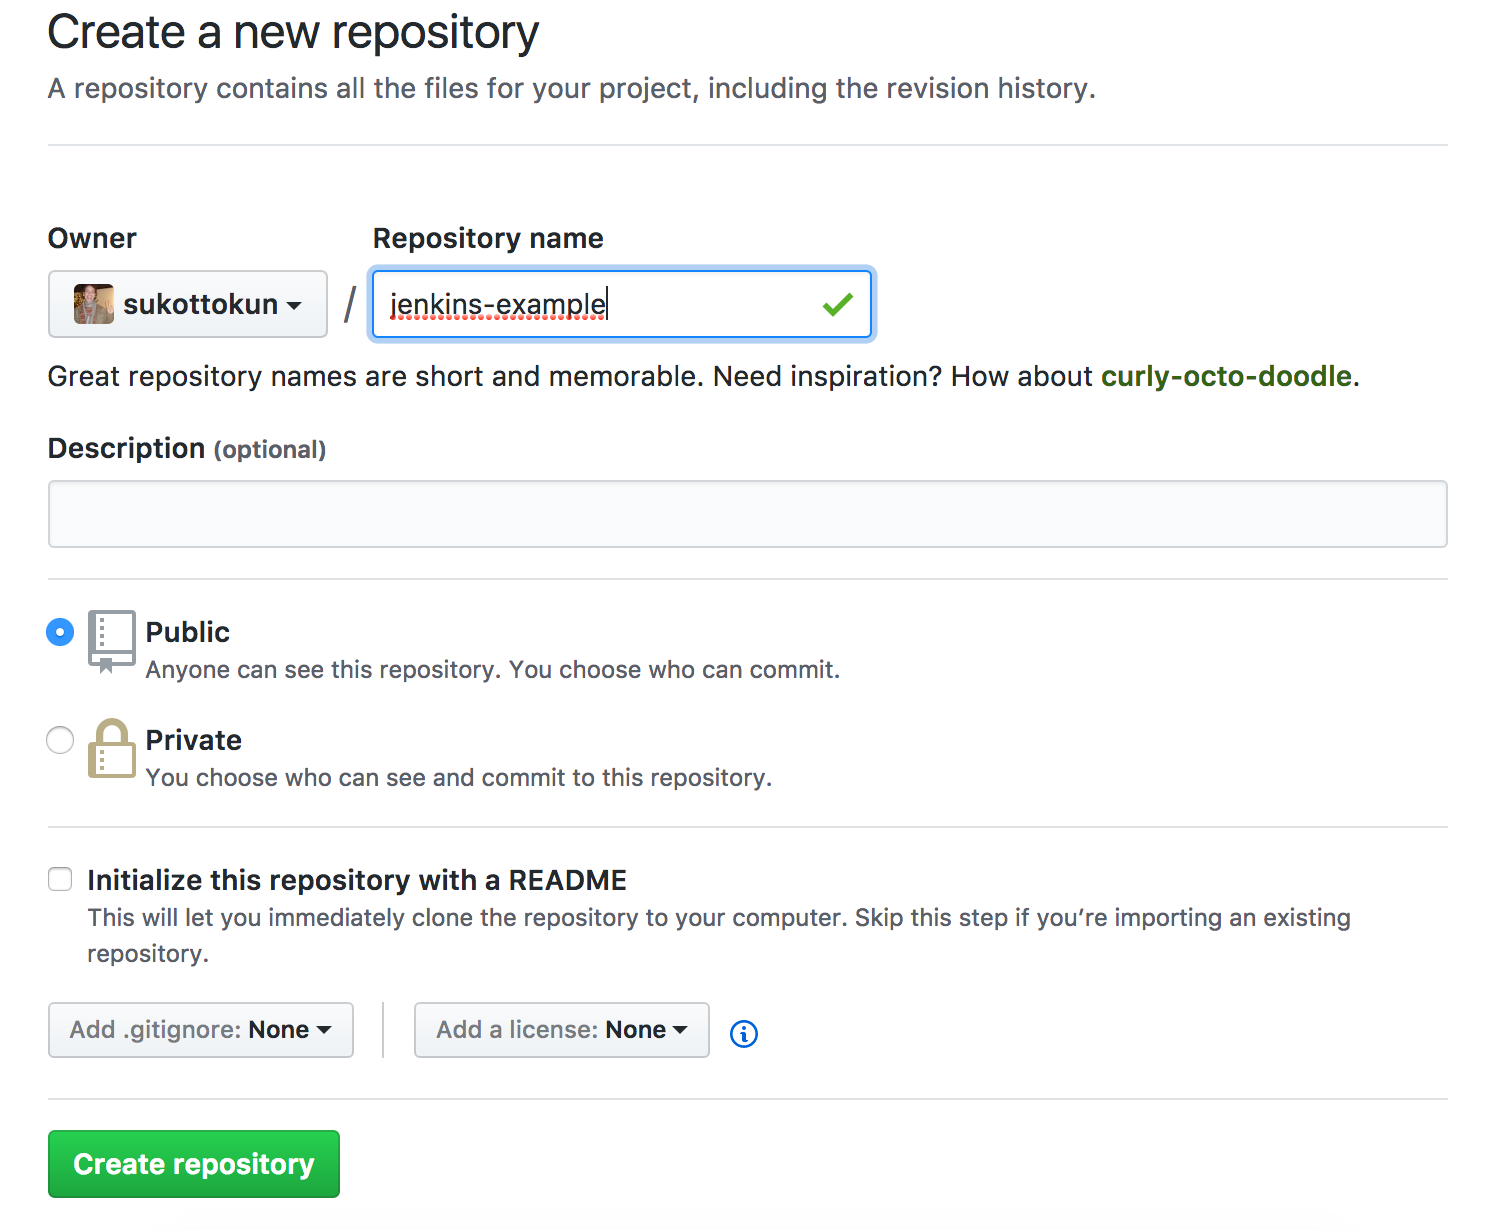 Create a new repository
A repository contains all the files for your project, including the revision history.
Owner
Repository name
sukottokun
/
jenkins-example
Great repository names are short and memorable. Need inspiration? How about curly-octo-doodle.
Description (optional)
Public
Anyone can see this repository. You choose who can commit.
Private
You choose who can see and commit to this repository.
Initialize this repository with a README
This will let you immediately clone the repository to your computer. Skip this step if you’re importing an existing
repository.
Add .gitignore: None
Add a license: None
Create repository